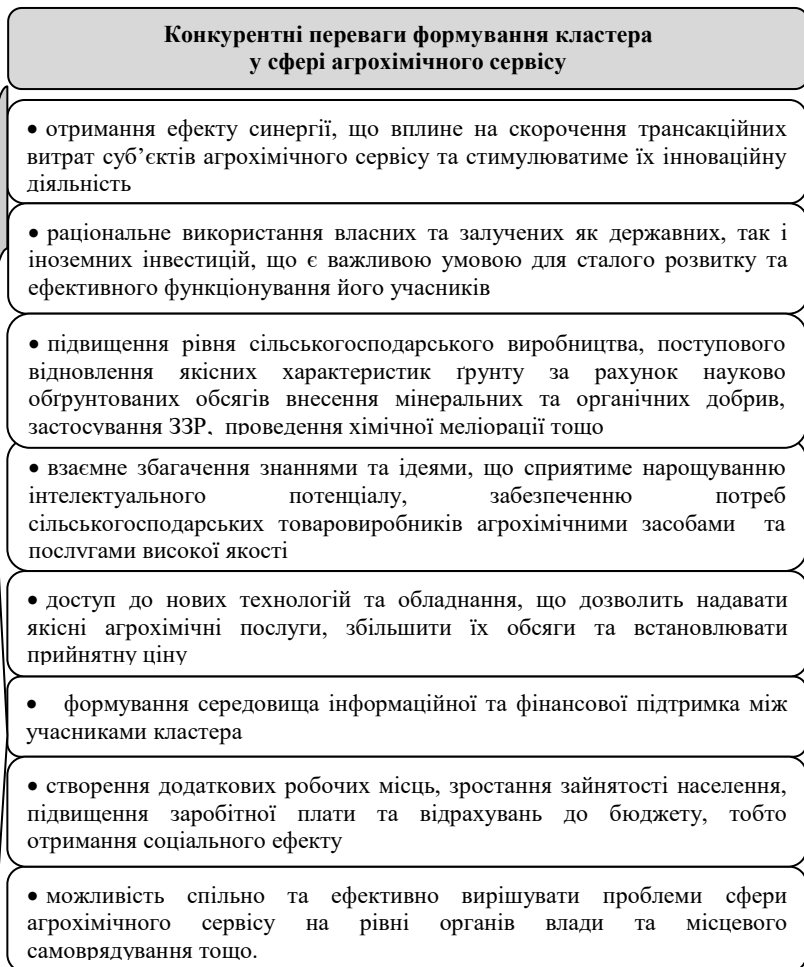 Конкурентні переваги формування кластера
у сфері агрохімічного сервісу
• отримання ефекту синергії, що вплине на скорочення трансакційних
витрат суб’єктів агрохімічного сервісу та стимулюватиме їх інноваційну
діяльність
• раціональне використання власних та залучених як державних, так і
іноземних інвестицій, що є важливою умовою для сталого розвитку та
ефективного функціонування його учасників
• підвищення рівня сільськогосподарського виробництва, поступового
відновлення якісних характеристик ґрунту за рахунок науково
обґрунтованих обсягів внесення мінеральних та органічних добрив,
застосування ЗЗР, проведення хімічної меліорації тощо
• взаємне збагачення знаннями та ідеями, що сприятиме нарощуванню
інтелектуального потенціалу, забезпеченню потреб
сільськогосподарських товаровиробників агрохімічними засобами та
послугами високої якості
• доступ до нових технологій та обладнання, що дозволить надавати
якісні агрохімічні послуги, збільшити їх обсяги та встановлювати
прийнятну ціну
• формування середовища інформаційної та фінансової підтримка між
учасниками кластера
• створення додаткових робочих місць, зростання зайнятості населення,
підвищення заробітної плати та відрахувань до бюджету, тобто
отримання соціального ефекту
• можливість спільно та ефективно вирішувати проблеми сфери
агрохімічного сервісу на рівні органів влади та місцевого
самоврядування тощо.